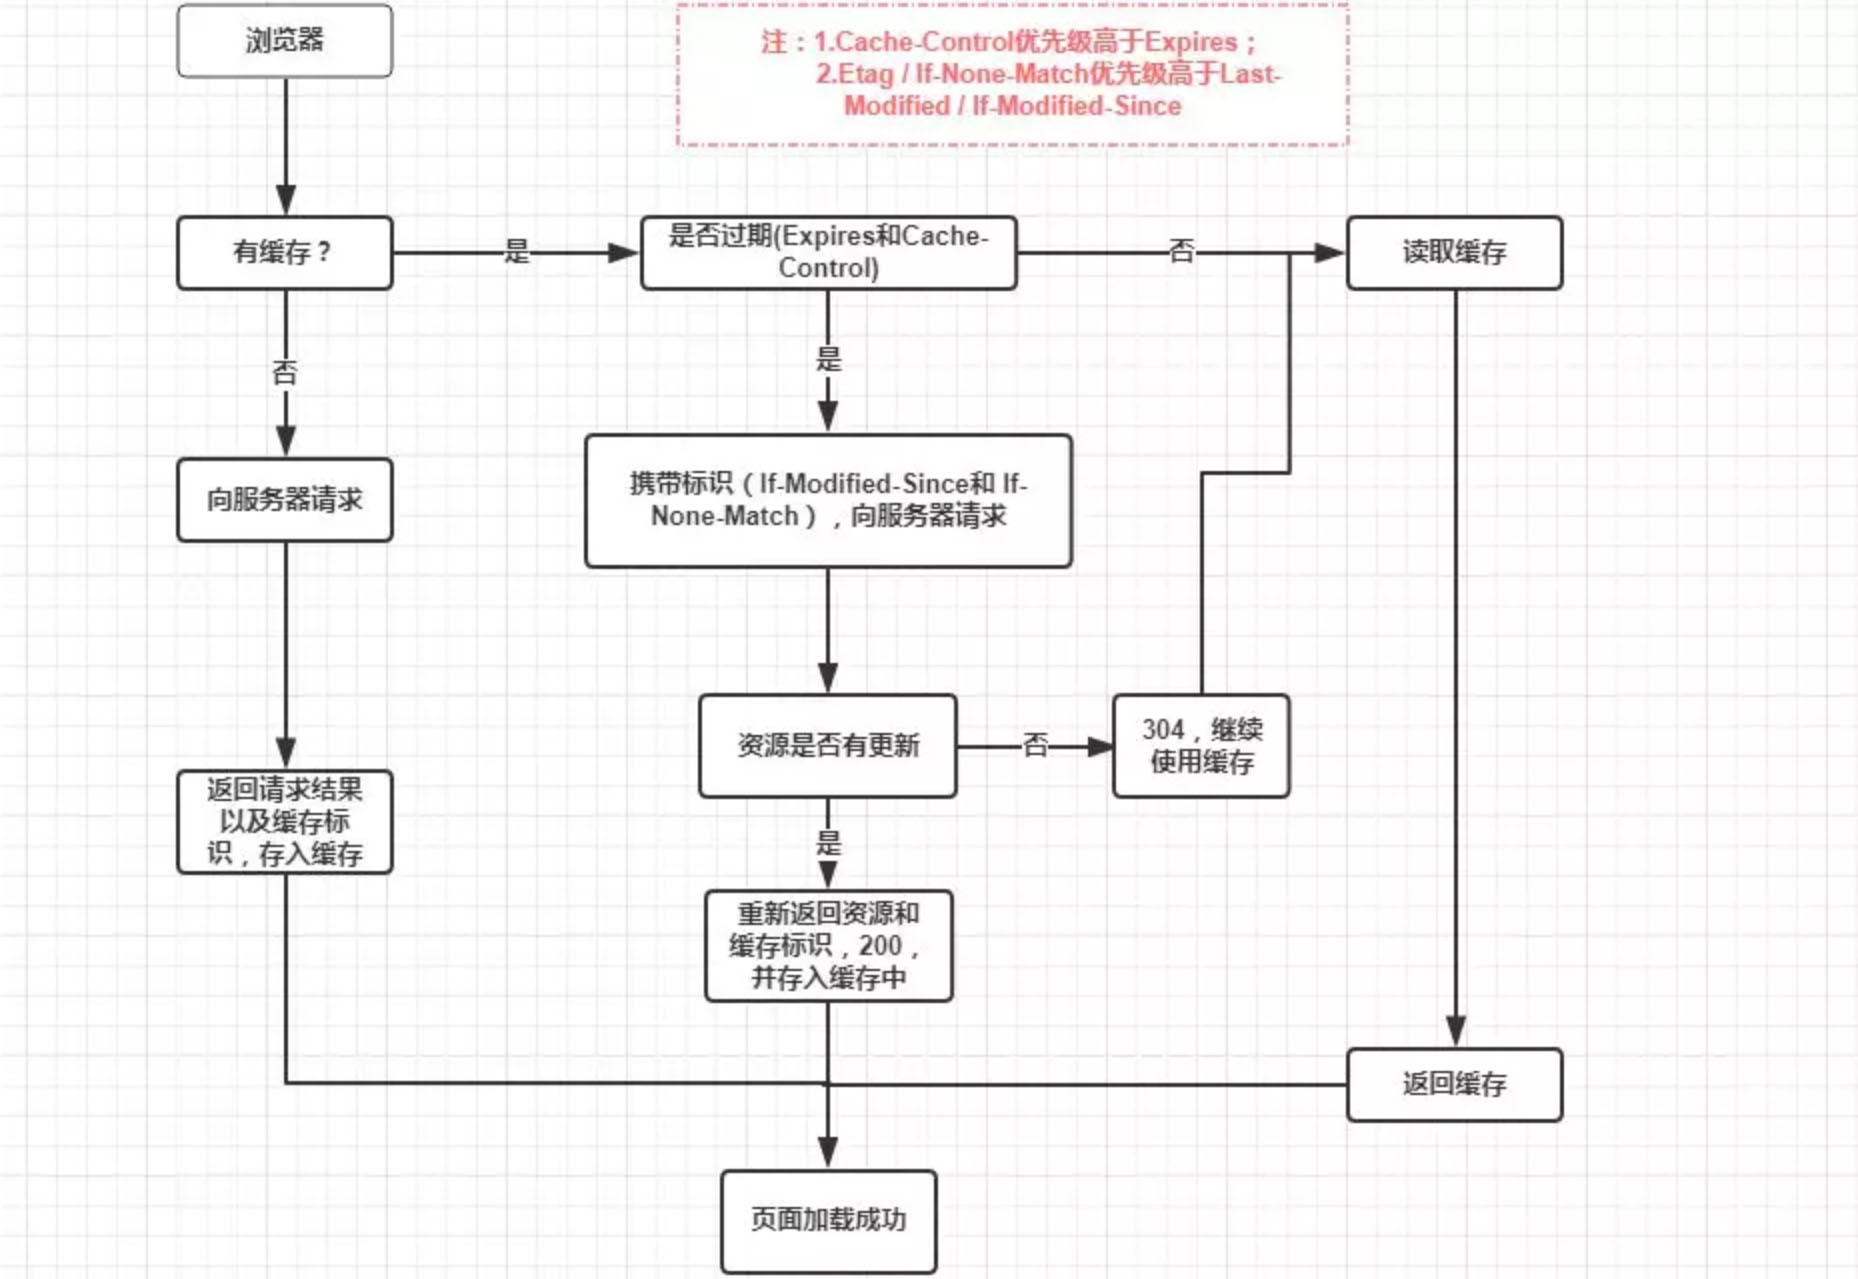 浏览器
注：1.Cache-Control优先级高于Expires；
2.Etag / If-None-Match优先级高于Last-
Modified / If-Modified-Since
有缓存？
是
是否过期(Expires和Cache-
Control)
否
读取缓存
否
是
向服务器请求
携带标识（If-Modified-Since和 If-
None-Match），向服务器请求
资源是否有更新
否
304，继续
使用缓存
返回请求结果
以及缓存标
识，存入缓存
是
重新返回资源和
缓存标识，200，
并存入缓存中
返回缓存
页面加载成功